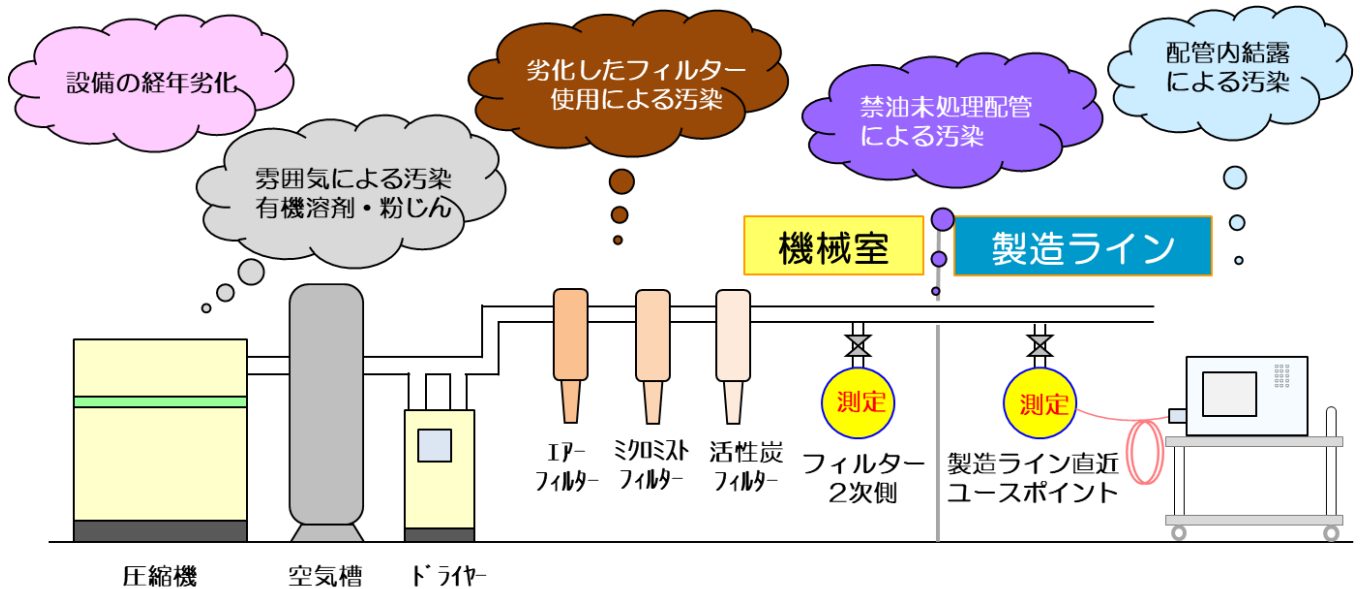 設備の経年劣化
雰囲気による汚染
有機溶剤・粉じん
劣化したフィルター
使用による汚染
禁油未処理配管
による汚染
配管内結露
による汚染
機械室
製造ライン
測定
測定
ｴｱｰ
ﾌｨﾙﾀｰ
ﾐｸﾛﾐｽﾄ
ﾌｨﾙﾀｰ
活性炭
ﾌｨﾙﾀｰ
フィルター
2次側
製造ライン直近
ユースポイント
圧縮機
空気槽
ﾄﾞﾗｲﾔｰ